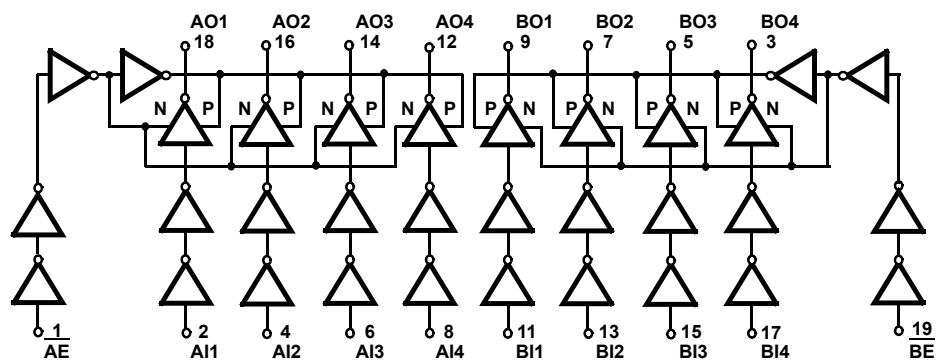 AO1 AO2 AO3 AO4 BO1 BO2 BO3 BO4
18 16 14 12 9 7 5 3
N P N P N P N P P N P N P N P N
1 2 4 6 8 11 13 15 17 19
AE AI1 AI2 AI3 AI4 BI1 BI2 BI3 BI4 BE